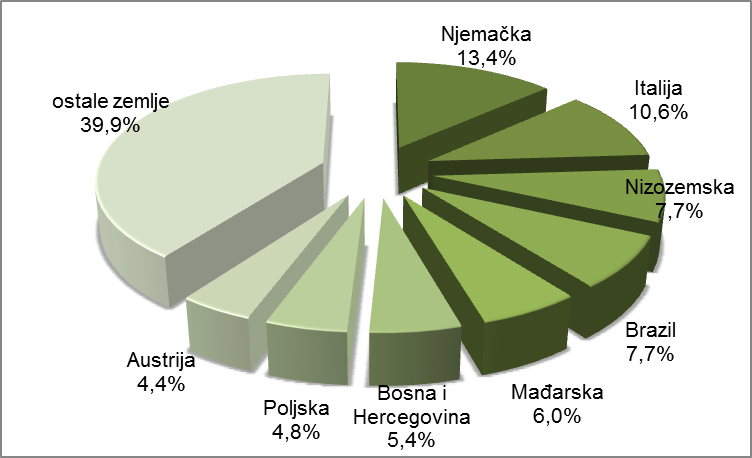 Njemačka
13,4%
Italija
10,6%
Nizozemska
7,7%
Brazil
7,7%
Mađarska
6,0%
Bosna i
Hercegovina
5,4%
Poljska
4,8%
Austrija
4,4%
ostale zemlje
39,9%